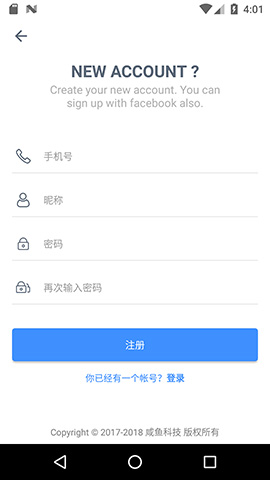 4:01
NEW ACCOUNT ?
Create your new account. You can
sign up with facebook also.
手机号
昵称
密码
再次输入密码
注册
你已经有一个帐号？登录
Copyright © 2017-2018 咸鱼科技 版权所有